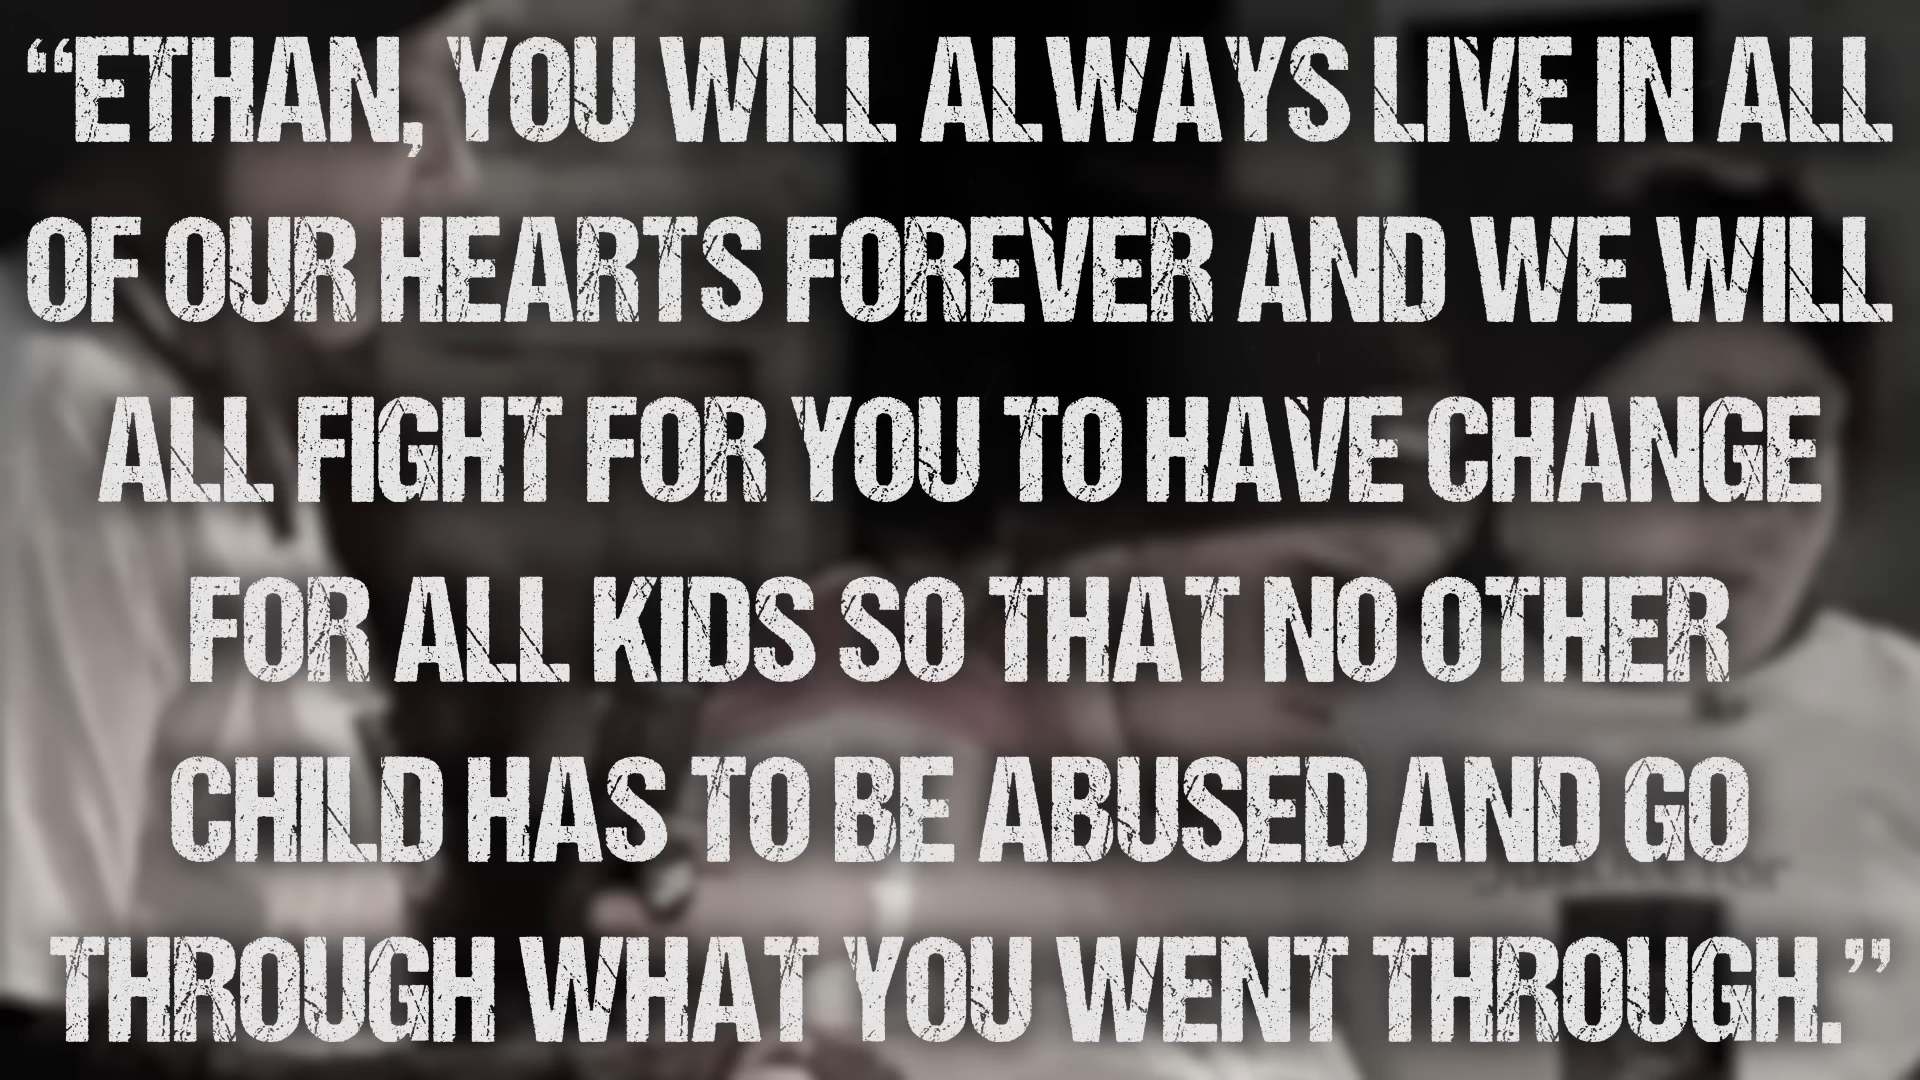 “ETHAN, YOU WILL ALWAYS LIVE IN ALL
OF OUR HEARTS FOREVER AND WE WILL
ALL FIGHT FOR YOU TO HAVE CHANGE
FOR ALL KIDS SO THAT NO OTHER
CHILD HAS TO BE ABUSED AND GO
THROUGH WHAT YOU WENT THROUGH.”